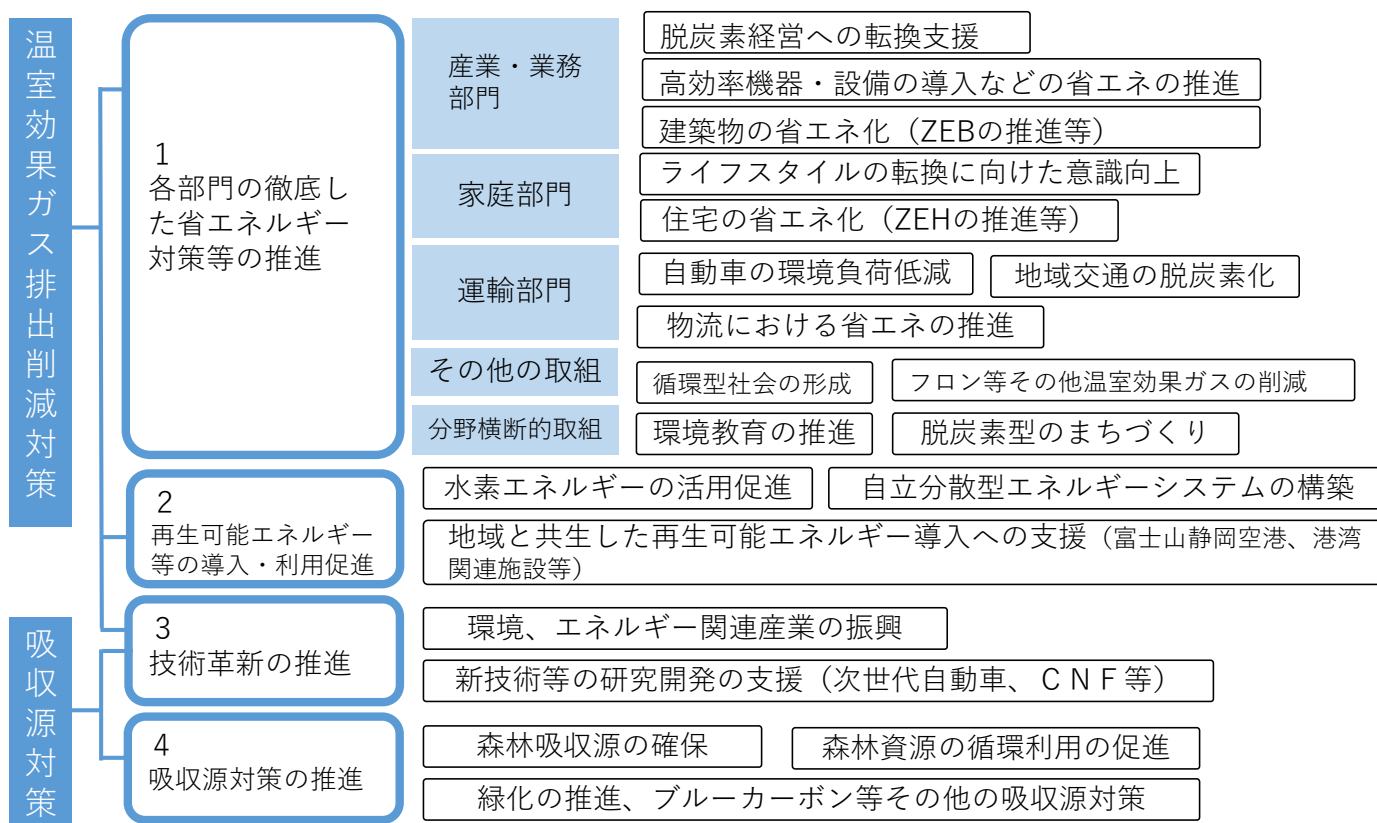 温室効果ガス排出削減対策
1
各部門の徹底し
た省エネルギー
対策等の推進
産業・業務
部門
脱炭素経営への転換支援
高効率機器・設備の導入などの省エネの推進
建築物の省エネ化（ZEBの推進等）
家庭部門
ライフスタイルの転換に向けた意識向上
住宅の省エネ化（ZEHの推進等）
運輸部門
自動車の環境負荷低減
地域交通の脱炭素化
物流における省エネの推進
その他の取組
循環型社会の形成
フロン等その他温室効果ガスの削減
分野横断的取組
環境教育の推進
脱炭素型のまちづくり
2
再生可能エネルギー
等の導入・利用促進
水素エネルギーの活用促進
自立分散型エネルギーシステムの構築
地域と共生した再生可能エネルギー導入への支援（富士山静岡空港、港湾
関連施設等）
吸収源対策
3
技術革新の推進
環境、エネルギー関連産業の振興
新技術等の研究開発の支援（次世代自動車、ＣＮＦ等）
4
吸収源対策の推進
森林吸収源の確保
森林資源の循環利用の促進
緑化の推進、ブルーカーボン等その他の吸収源対策